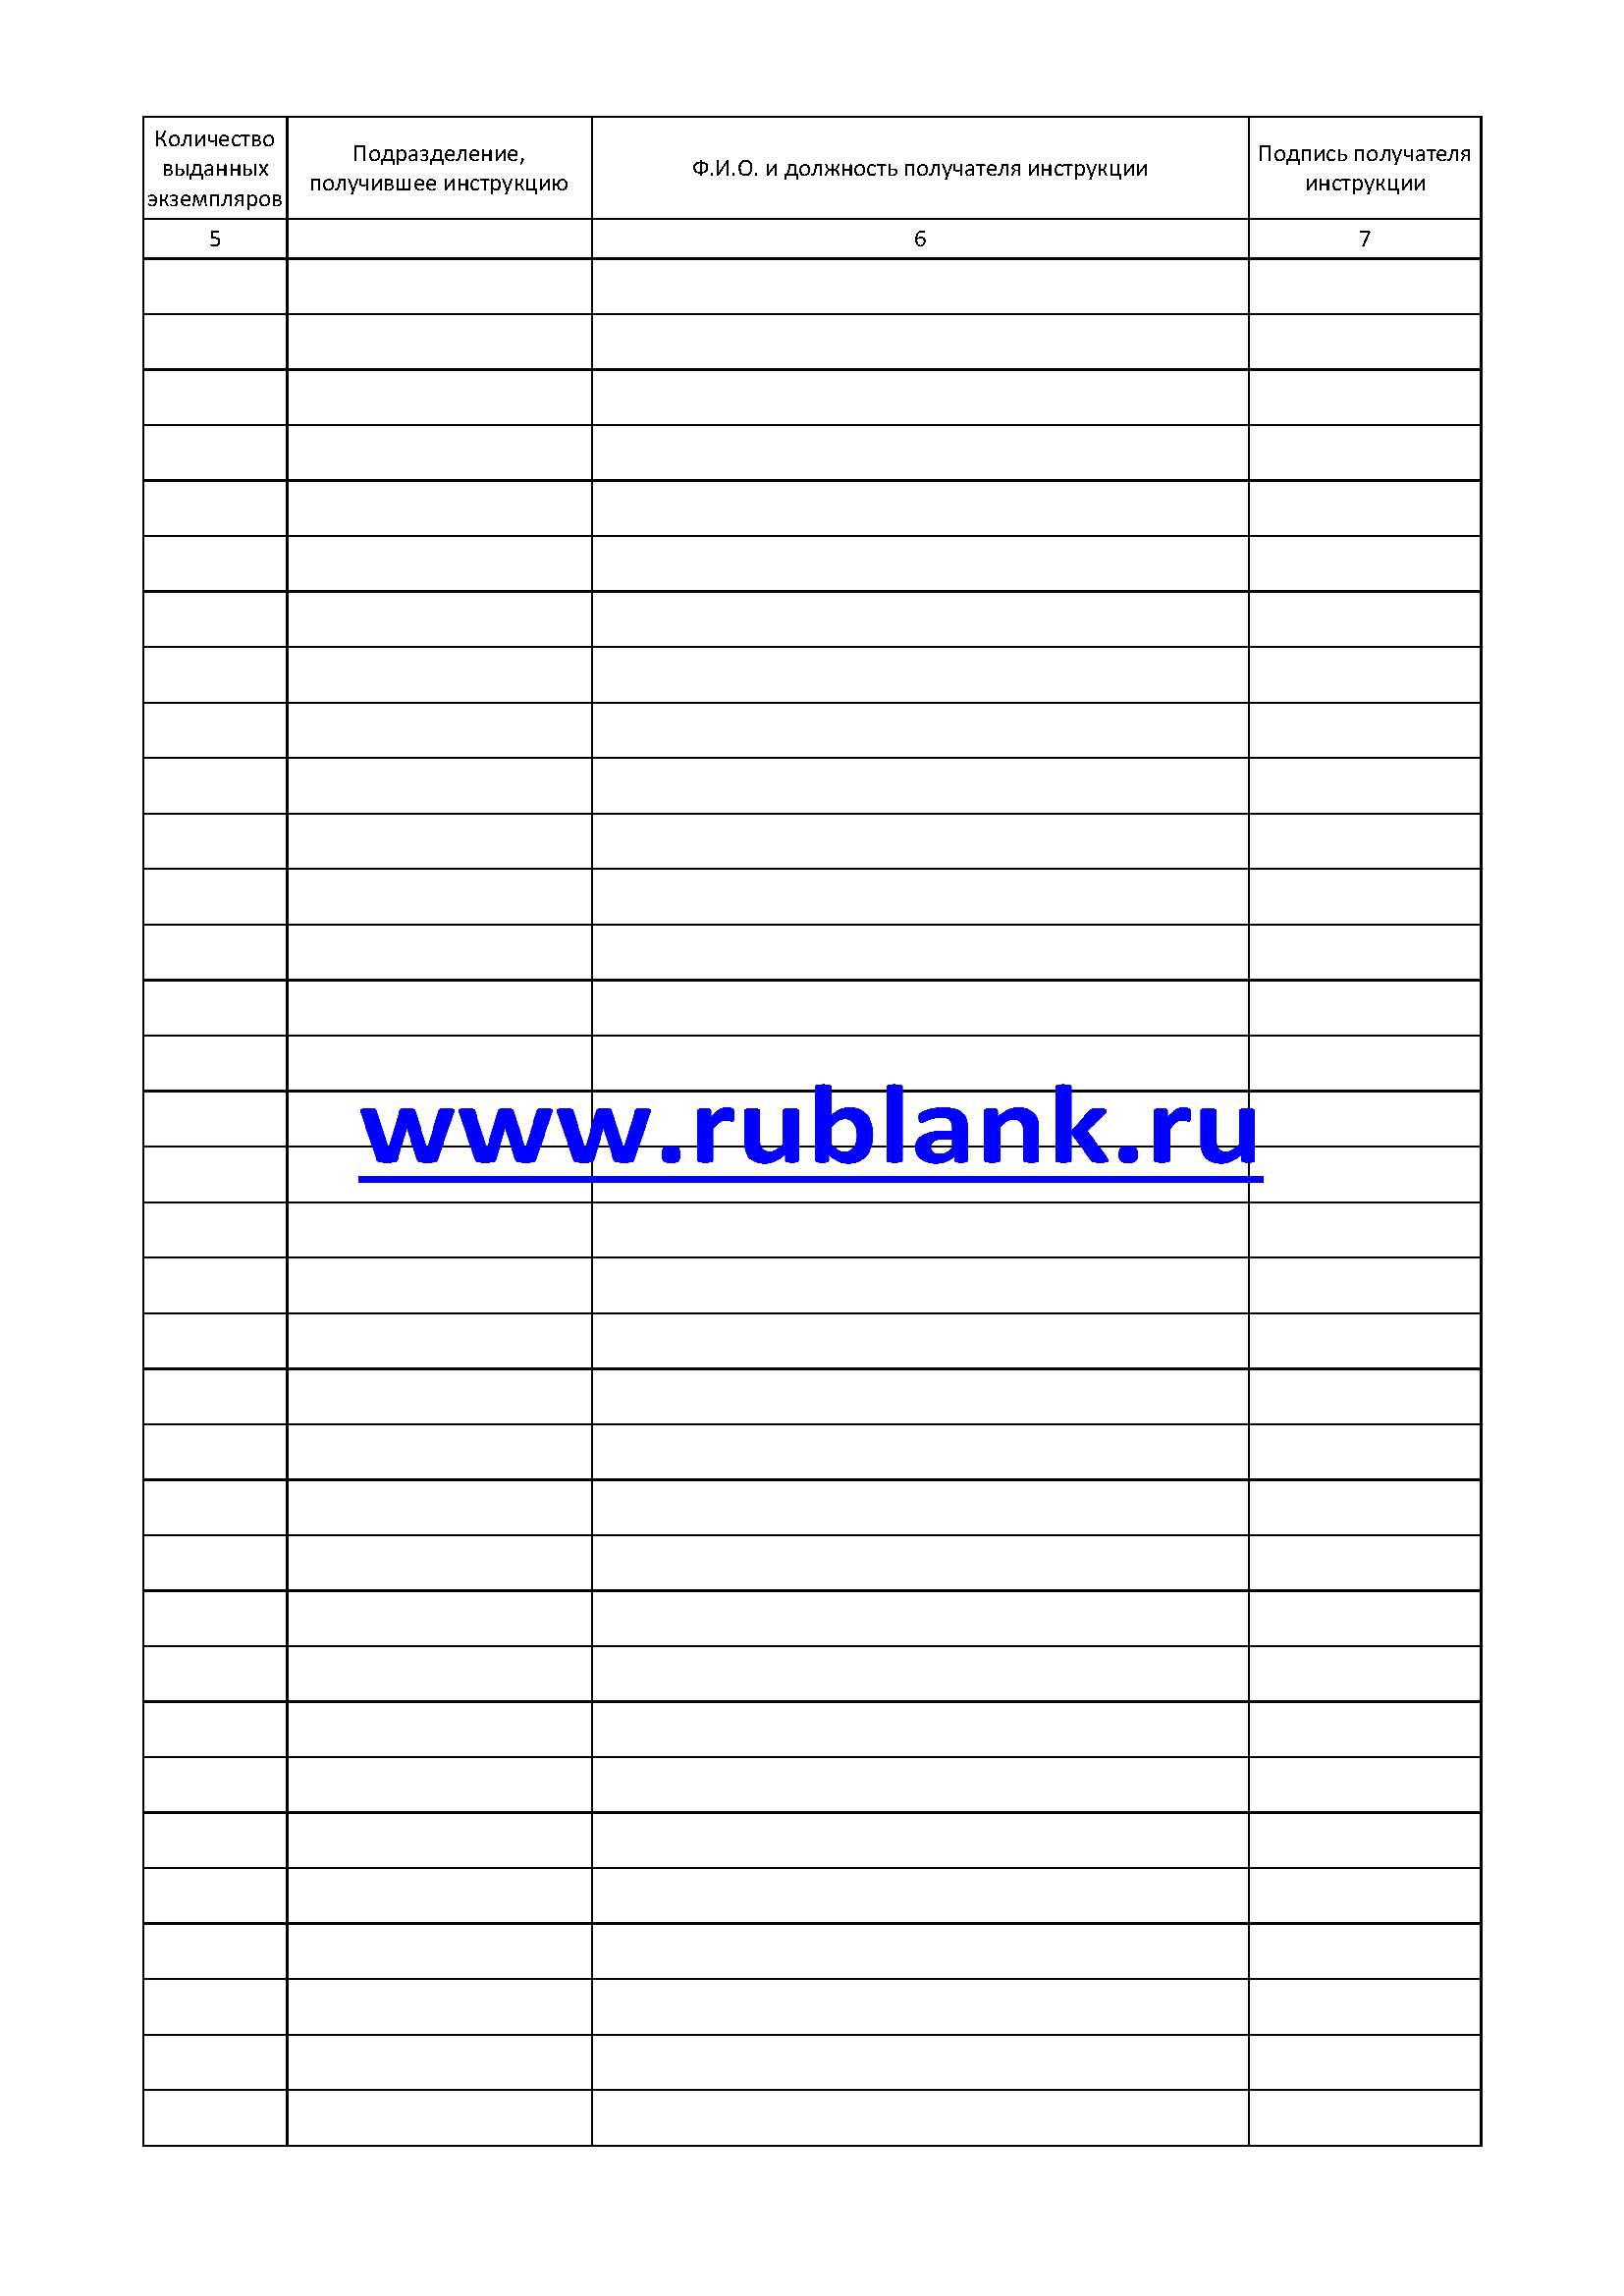 Количество
выданных
экземпляров
Подразделение,
получившее инструкцию
Ф.И.О. и должность получателя инструкции
Подпись получателя
инструкции
5
6
7
www.rublank.ru